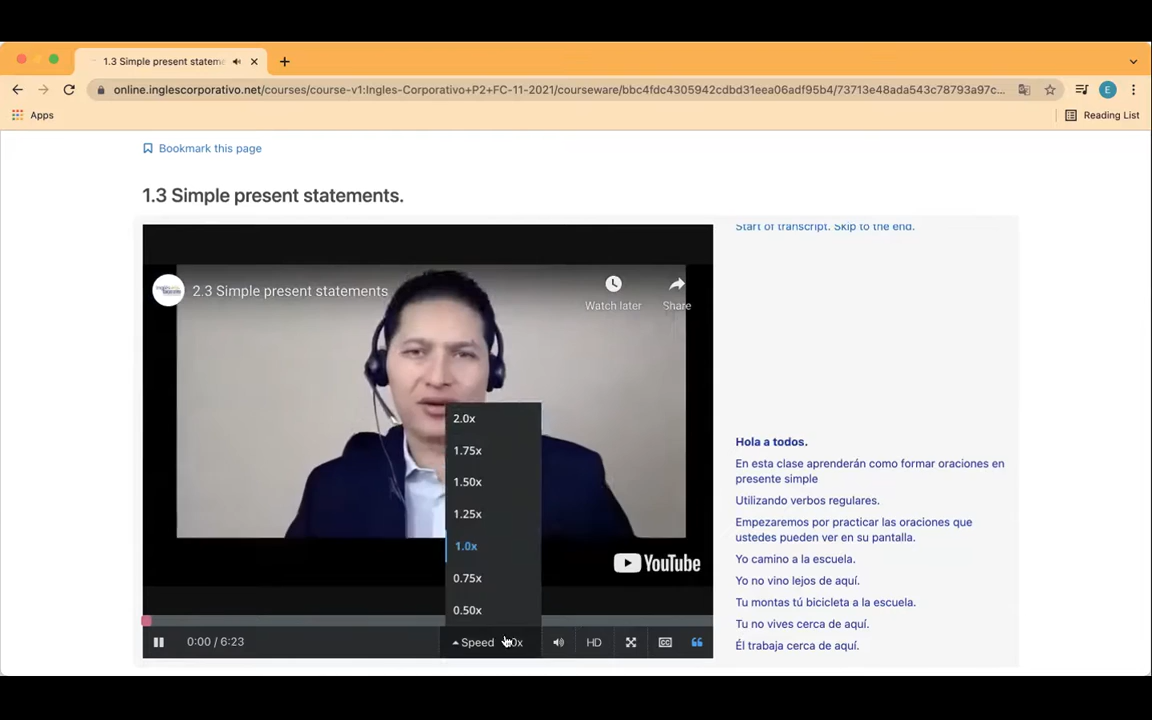 1.3 Simple present stateme
online.inglescorporativo.net/courses/course-v1:Ingles-Corporativo+P2+FC-11-2021/courseware/bbc4fdc4305942cdbd31eea06adf95b4/73713e48ada543c78793a97c...
E
Apps
Reading List
Bookmark this page
1.3 Simple present statements.
2.3 Simple present statements
Watch later
Share
2.0x
1.75x
1.50x
1.25x
1.0x
0.75x
0.50x
YouTube
0:00 / 6:23
Speed
HD
CC
Start of transcript. Skip to the end.
Hola a todos.
En esta clase aprenderán como formar oraciones en
presente simple
Utilizando verbos regulares.
Empezaremos por practicar las oraciones que
ustedes pueden ver en su pantalla.
Yo camino a la escuela.
Yo no vino lejos de aquí.
Tu montas tú bicicleta a la escuela.
Tu no vives cerca de aquí.
Él trabaja cerca de aquí.